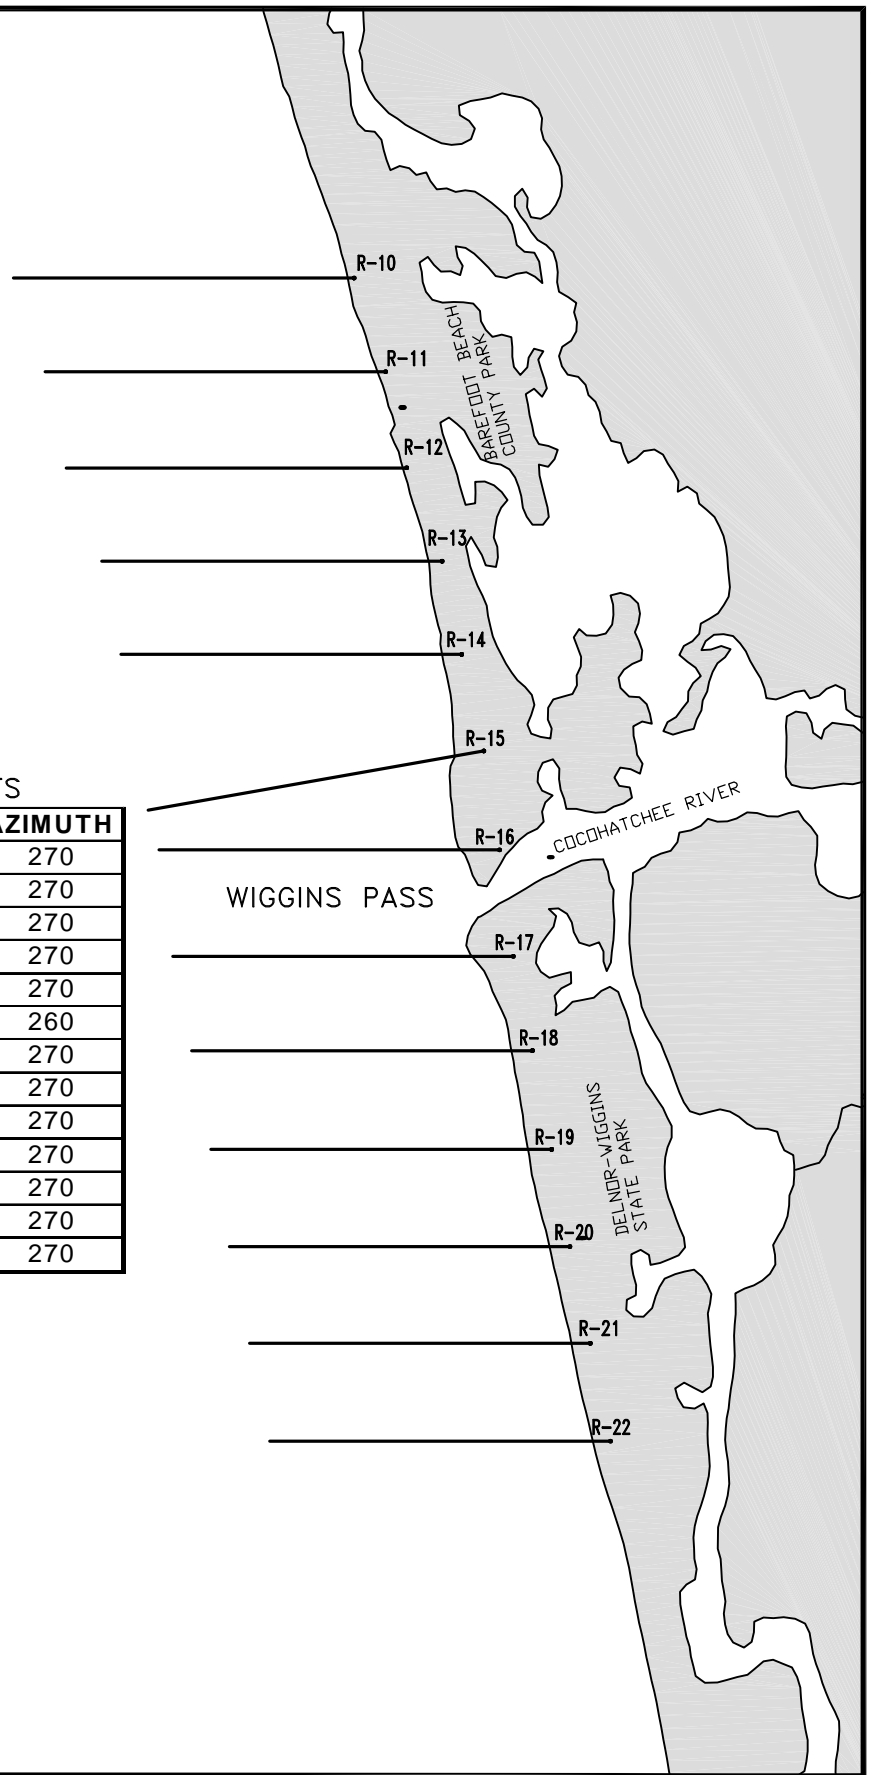 R-10
R-11
BAREFOOT BEACH
COUNTY PARK
R-12
R-13
R-14
R-15
TS
AZIMUTH
270
270
270
270
270
260
270
270
270
270
270
270
270
R-16
COCOHATCHEE RIVER
WIGGINS PASS
R-17
R-18
DELNOR-WIGGINS
STATE PARK
R-19
R-20
R-21
R-22